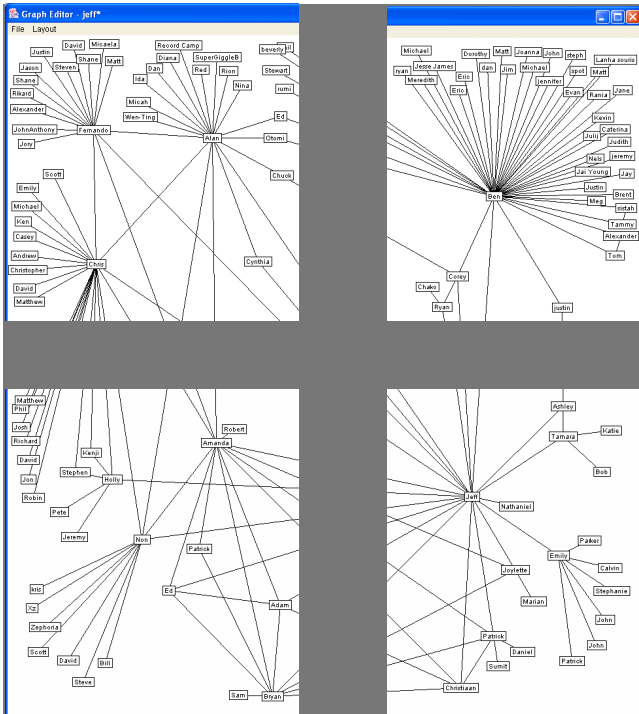 Graph Editor - jeff*
File Layout
David
Micaela
Justin
Shane
Matt
Jason
Steven
Shane
Rikard
Alexander
JohnAnthony
Jory
Fernando
Record Camp
Diana
SuperGiggleB
Dan
Red
Rion
Ida
Nina
Micah
Wen-Ting
Alan
beverly
Stewart
rumi
Ed
Otomi
Chuck
Cynthia
Scott
Emily
Michael
Ken
Casey
Andrew
Christopher
David
Matthew
Chris
Michael
Jesse James
ryan
Meredith
Dorothy
Matt
Joanna
John
steph
Lanha souris
Eric
dan
Jim
Michael
spot
Matt
Eric
jennifer
Evan
Rania
Jane
Kevin
Caterina
Julij
Judith
Nels
jeremy
Jai Young
Jay
Justin
Brent
Meg
sistah
Tammy
Alexander
Tom
Ben
Corey
Chako
Ryan
justin
Matthew
Phil
Josh
Richard
David
Jon
Robin
Kenji
Stephen
Holly
Pete
Jeremy
Robert
Amanda
Non
Patrick
kris
Xz
Zephoria
Scott
David
Bill
Steve
Ed
Adam
Sam
Bryan
Ashley
Tamara
Katie
Bob
Jeff
Nathaniel
Emily
Parker
Calvin
Stephanie
John
John
Patrick
Joylette
Marian
Patrick
Daniel
Sumit
Christiaan